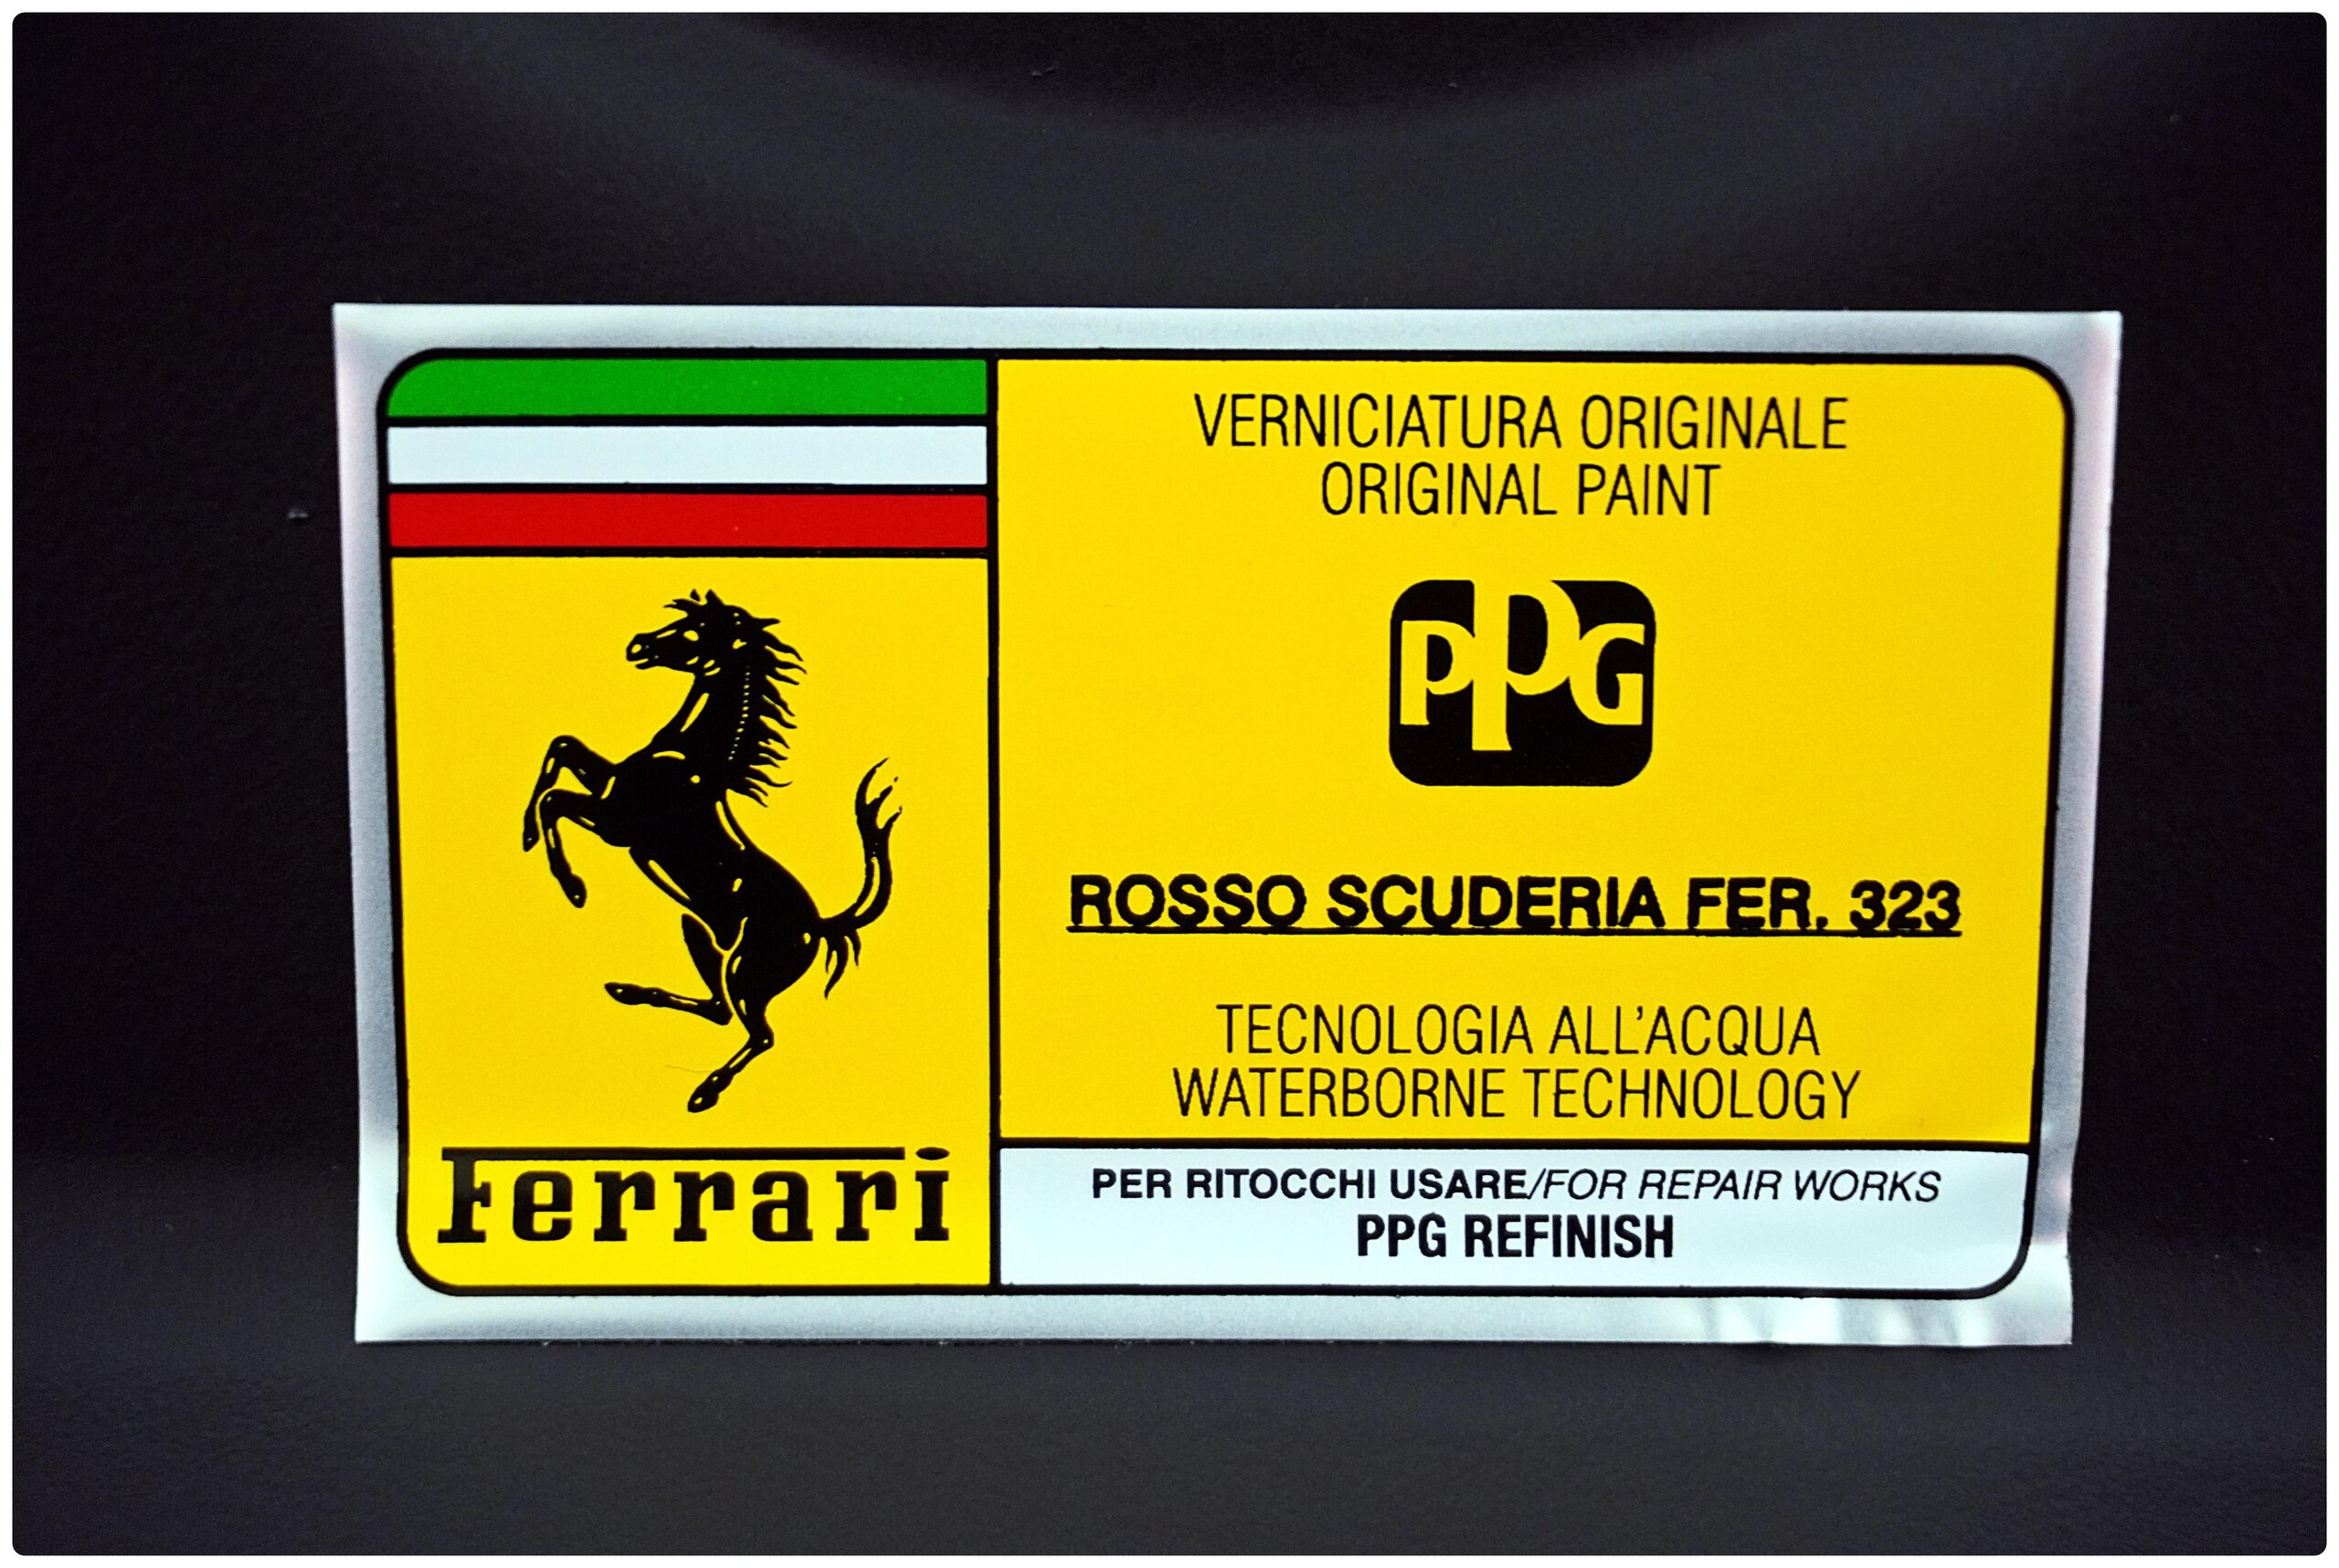 Ferrari
VERNICIATURA ORIGINALE
ORIGINAL PAINT
PPG
ROSSO SCUDERIA FER. 323
TECNOLOGIA ALL'ACQUA
WATERBORNE TECHNOLOGY
PER RITOCCHI USARE/FOR REPAIR WORKS
PPG REFINISH